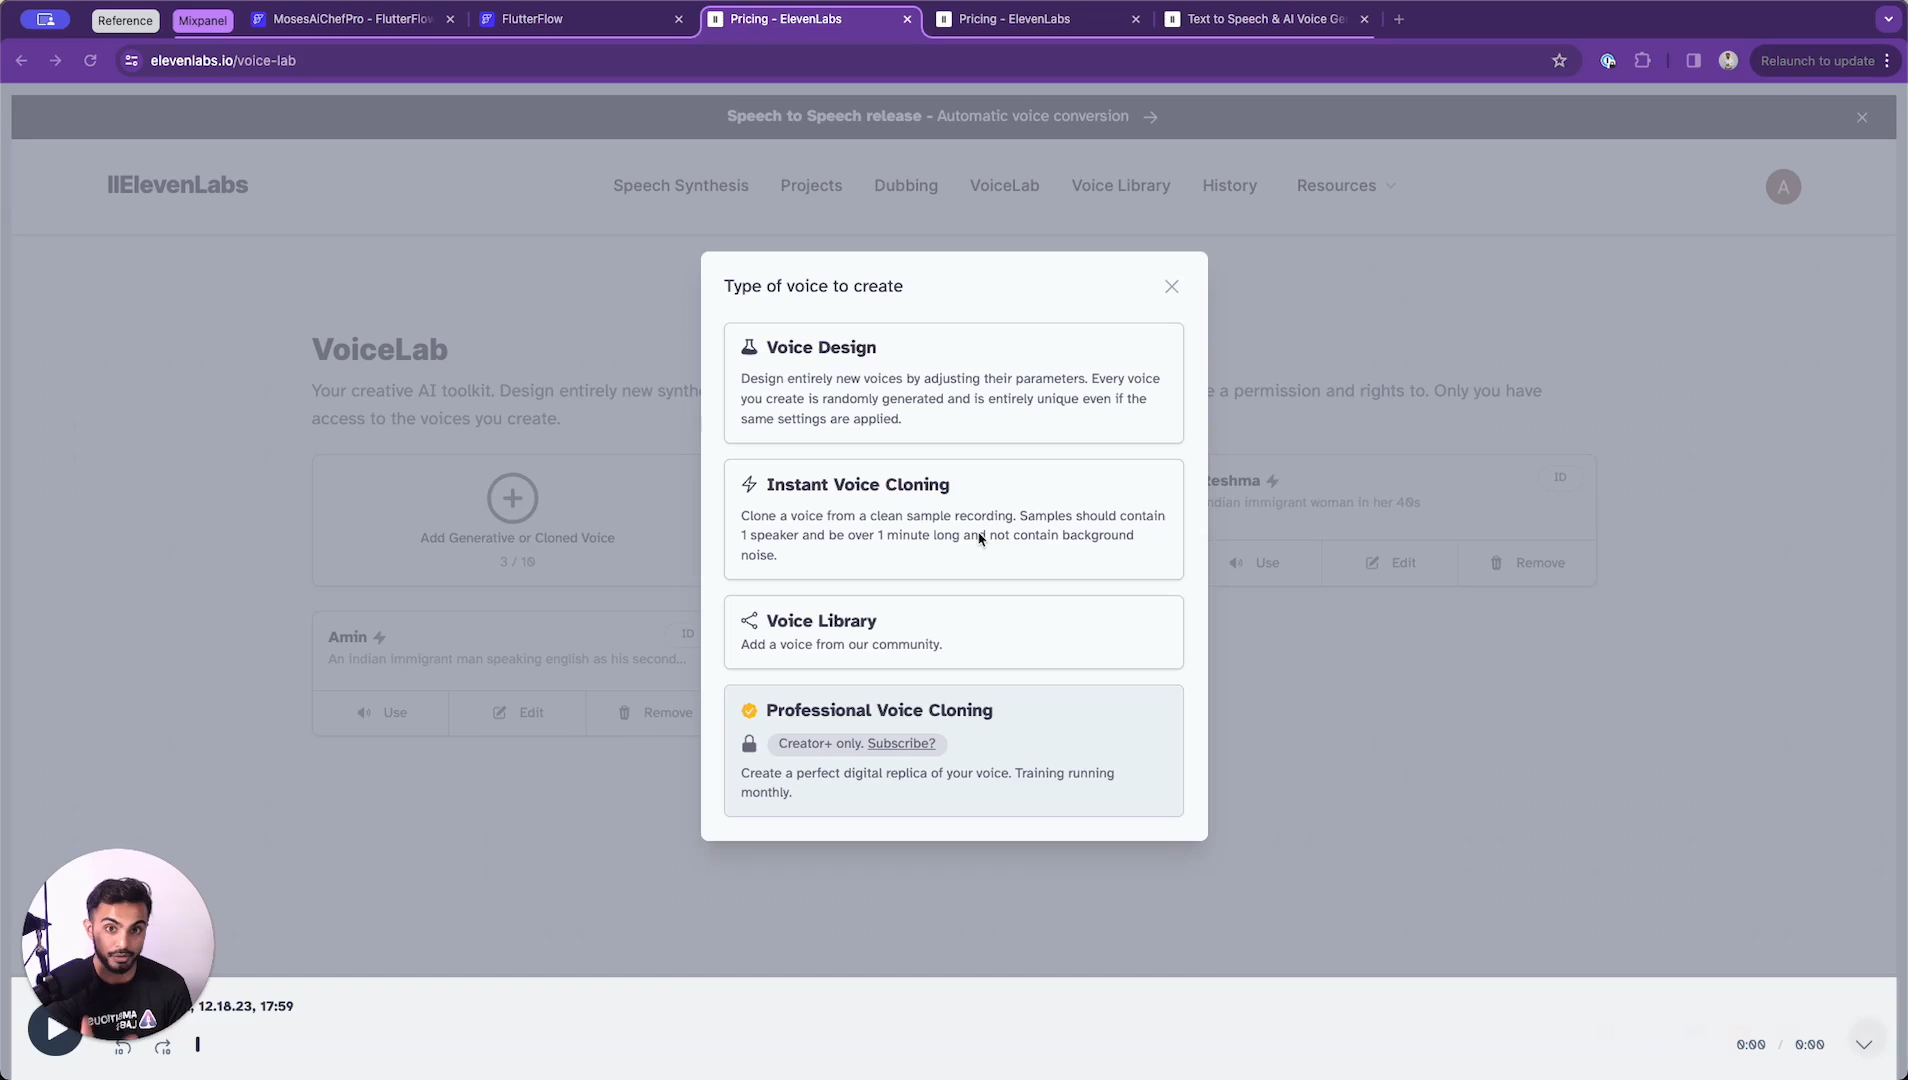 Reference
Mixpanel
MosesAiChefPro - FlutterFlow
FlutterFlow
Pricing - ElevenLabs
Pricing - ElevenLabs
Text to Speech & AI Voice Ge
elevenlabs.io/voice-lab
Relaunch to update
Speech to Speech release - Automatic voice conversion
IIElevenLabs
Speech Synthesis
Projects
Dubbing
VoiceLab
Voice Library
History
Resources
A
Type of voice to create
Voice Design
Design entirely new voices by adjusting their parameters. Every voice
you create is randomly generated and is entirely unique even if the
same settings are applied.
Instant Voice Cloning
Clone a voice from a clean sample recording. Samples should contain
1 speaker and be over 1 minute long and not contain background
noise.
Voice Library
Add a voice from our community.
Professional Voice Cloning
Creator+ only. Subscribe?
Create a perfect digital replica of your voice. Training running
monthly.
VoiceLab
Your creative AI toolkit. Design entirely new synthe
e a permission and rights to. Only you have
access to the voices you create.
Add Generative or Cloned Voice
3 / 10
Reshma
ID
ndian immigrant woman in her 40s
Use
Edit
Remove
Amin
ID
An indian immigrant man speaking english as his second...
Use
Edit
Remove
, 12.18.23, 17:59
10
10
0:00 / 0:00